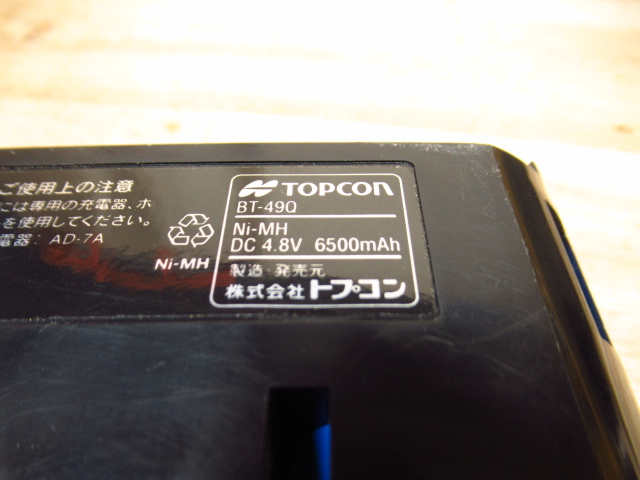 ご使用上の注意
には専用の充電器、ホ
を使用してください。
電器: AD-7A
Ni-MH
TOPCON
BT-49Q
Ni-MH
DC 4.8V 6500mAh
製造・発売元
株式会社トプコン